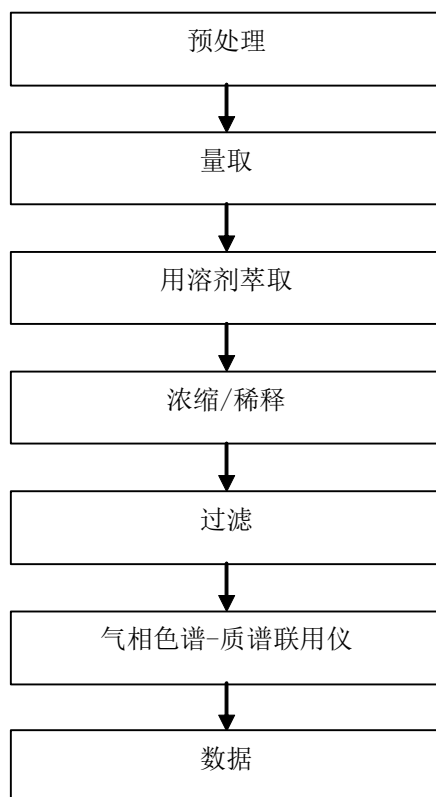 预处理
量取
用溶剂萃取
浓缩/稀释
过滤
气相色谱-质谱联用仪
数据